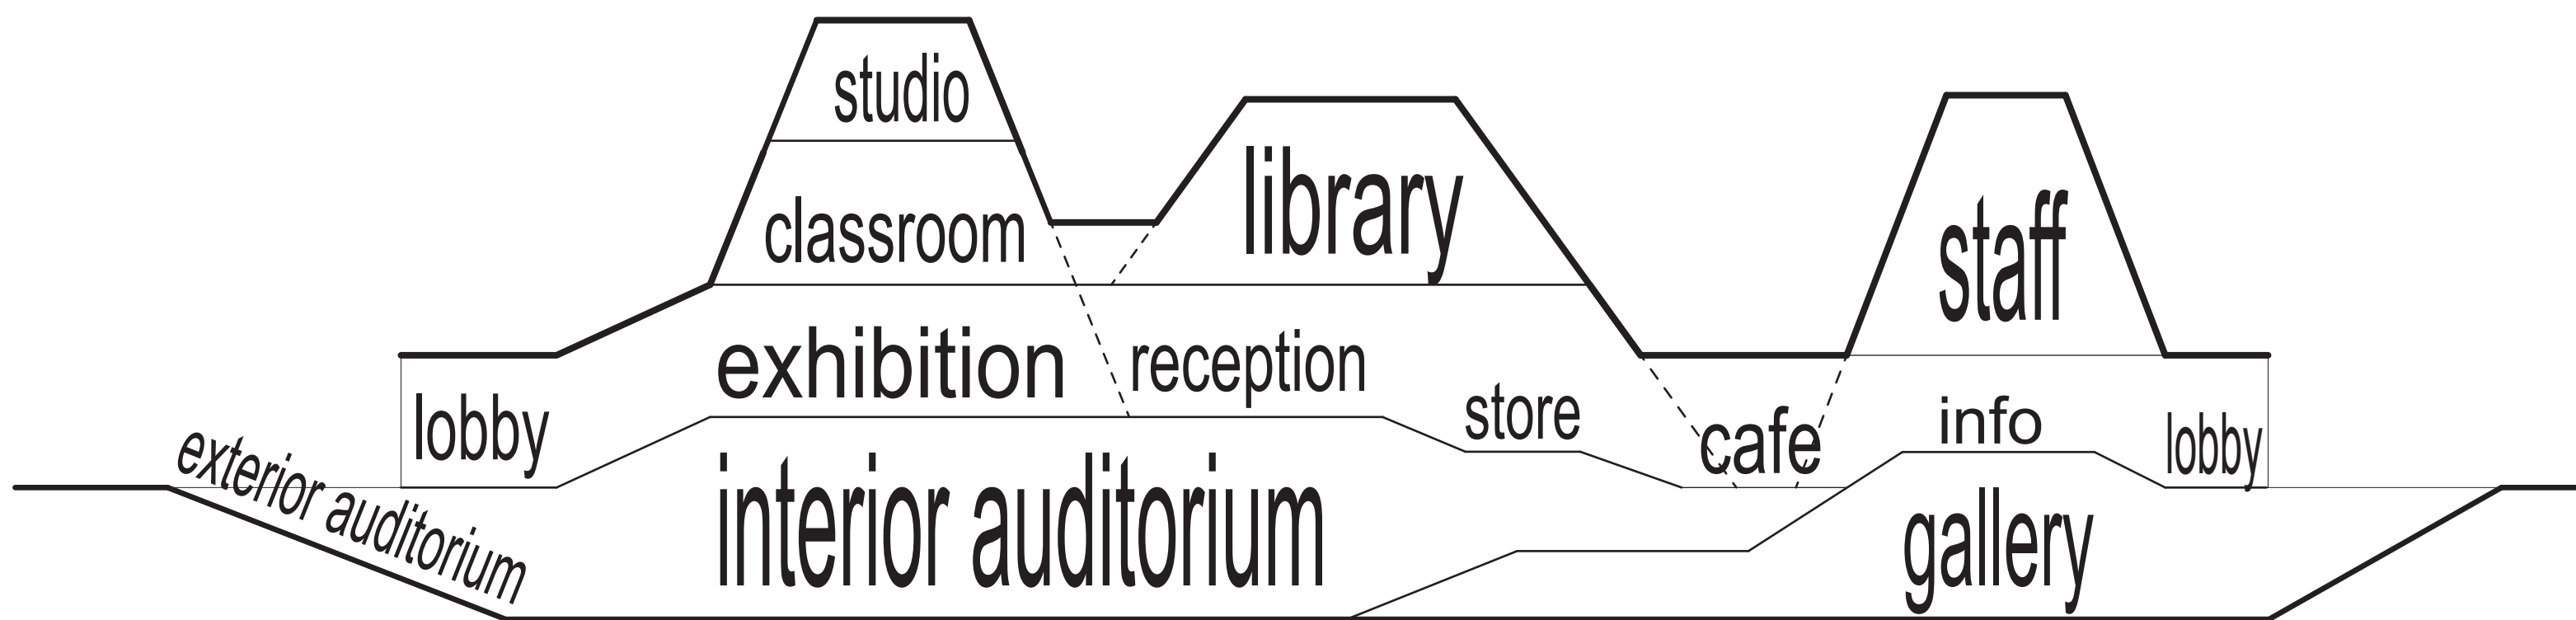 studio
classroom
library
staff
exhibition
reception
store
cafe
info
lobby
lobby
exterior auditorium
interior auditorium
gallery